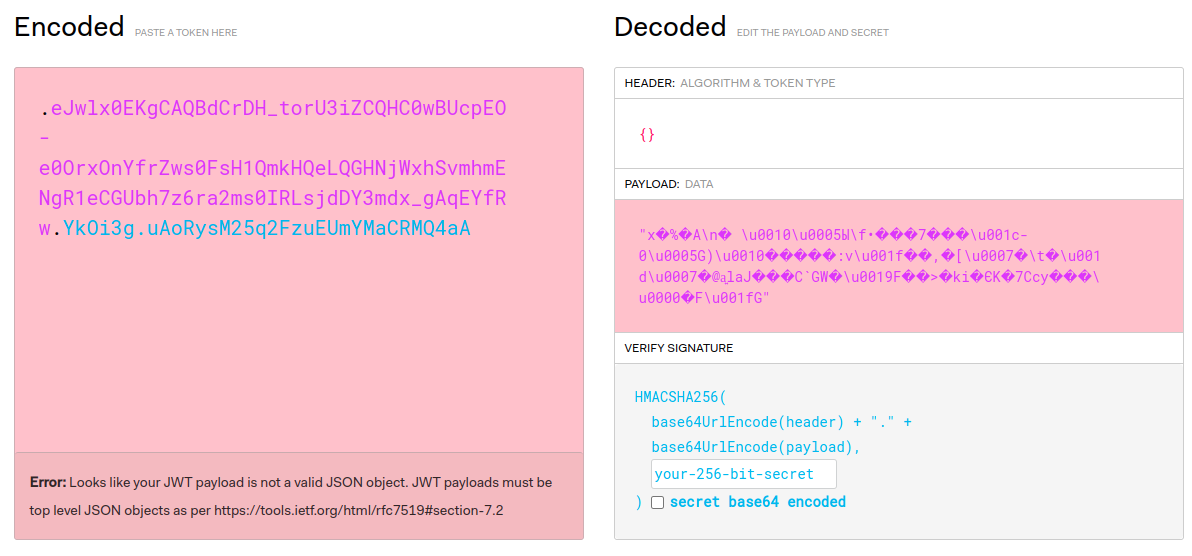 Encoded PASTE A TOKEN HERE
.eJwlx0EKgCAQBdCrDH_torU3iZCQHC0wBUcpEO
-
e0OrxOnYfrZws0FsH1QmkHQeLQGHNjWxhSvmhmE
NgR1eCGUbh7z6ra2ms0IRLsjdDY3mdx_gAqEYfR
w.YkOi3g.uAoRysM25q2FzuEUmYMaCRMQ4aA
Error: Looks like your JWT payload is not a valid JSON object. JWT payloads must be
top level JSON objects as per https://tools.ietf.org/html/rfc7519#section-7.2
Decoded EDIT THE PAYLOAD AND SECRET
HEADER: ALGORITHM & TOKEN TYPE
{}
PAYLOAD: DATA
"x�%�A\n� \u0010\u0005Ы\f����7���\u001c-
0\u0005G)\u0010�����:v\u001f��,�[\u0007�\t�\u001
d\u0007�@a̝laJ���C`GW�\u0019F��>�ki�ЄK�7Ccy���\
u0000�F\u001fG"
VERIFY SIGNATURE
HMACSHA256(
base64UrlEncode(header) + "." +
base64UrlEncode(payload),
your-256-bit-secret
) secret base64 encoded